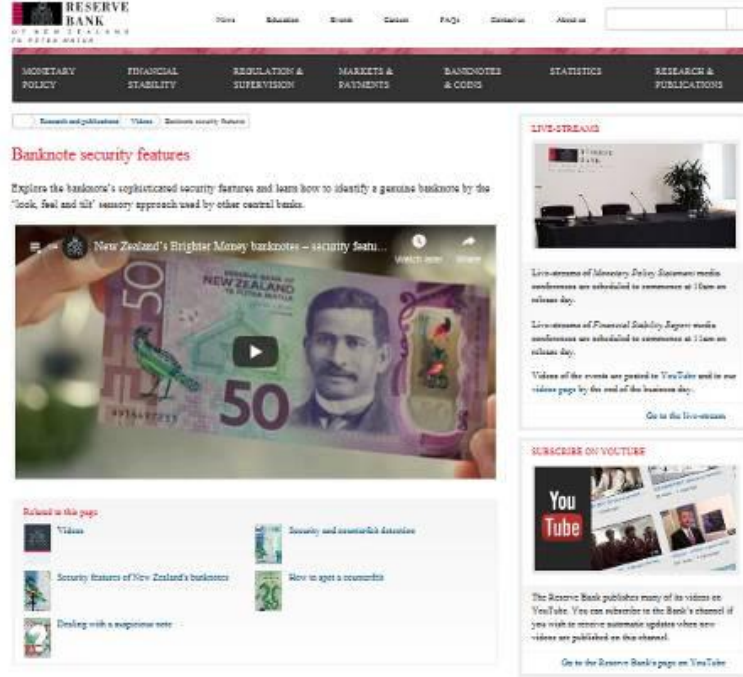 RESERVE
BANK
OF NEW ZEALAND
TE PŪTEA MATUA
News Education Events Careers FAQs Contact us About us
MONETARY
POLICY
FINANCIAL
STABILITY
REGULATION &
SUPERVISION
MARKETS &
PAYMENTS
BANKNOTES
& COINS
STATISTICS
RESEARCH &
PUBLICATIONS
Research and publications Videos Banknote security features
Banknote security features
Explore the banknote's sophisticated security features and learn how to identify a genuine banknote by the
"look, feel and tilt" sensory approach used by other central banks.
New Zealand's Brighter Money banknotes – security featu...
Watch later Share
50
RESERVE BANK OF
NEW ZEALAND
TE PUTEA MATUA
50
Related to this page
Videos
Security and counterfeit detection
Security features of New Zealand's banknotes
How to spot a counterfeit
Dealing with a suspicious note
LIVE-STREAMS
RESERVE
BANK
Live-streams of Monetary Policy Statement media
conferences are scheduled to commence at 10am on
release day.
Live-streams of Financial Stability Report media
conferences are scheduled to commence at 11am on
release day.
Videos of the events are posted to YouTube and to our
videos page by the end of the business day.
Go to the live-stream
SUBSCRIBE ON YOUTUBE
You
Tube
The Reserve Bank publishes many of its videos on
YouTube. You can subscribe to the Bank's channel if
you wish to receive automatic updates when new
videos are published on this channel.
Go to the Reserve Bank's page on YouTube